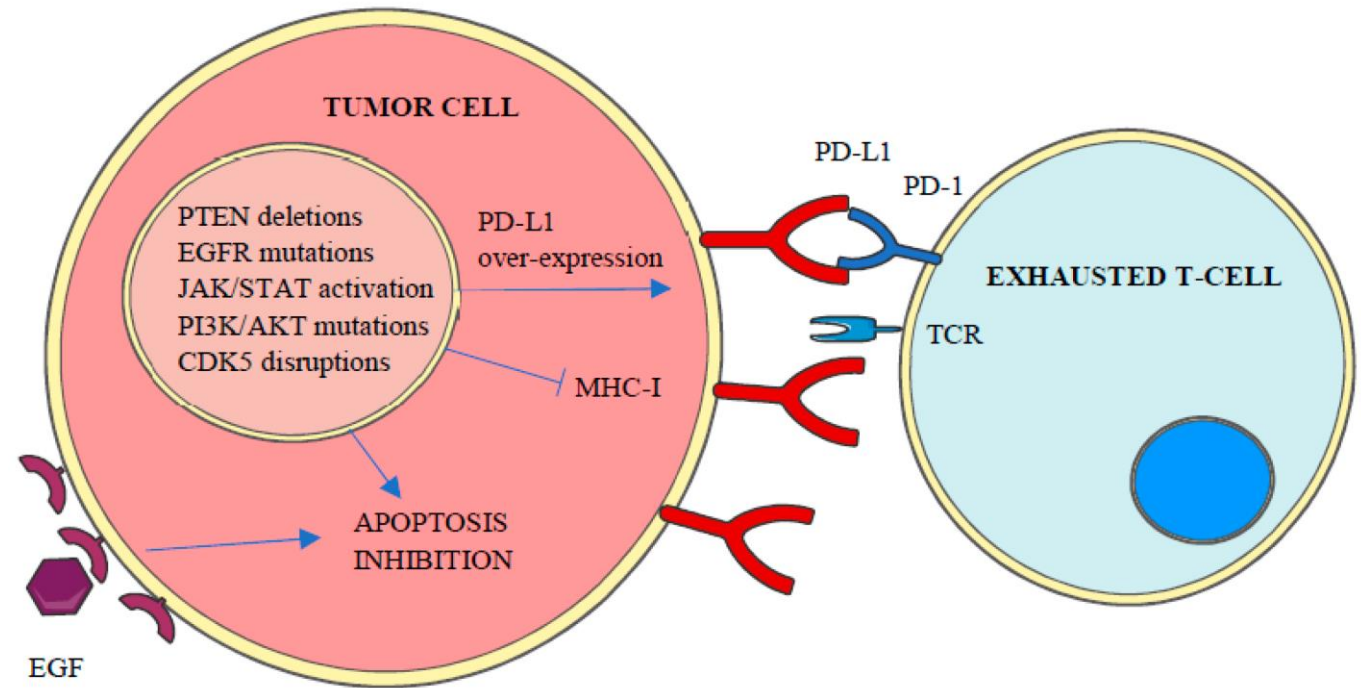 TUMOR CELL
PTEN deletions
EGFR mutations
JAK/STAT activation
PI3K/AKT mutations
CDK5 disruptions
PD-L1
over-expression
MHC-I
APOPTOSIS
INHIBITION
EGF
PD-L1
PD-1
EXHAUSTED T-CELL
TCR